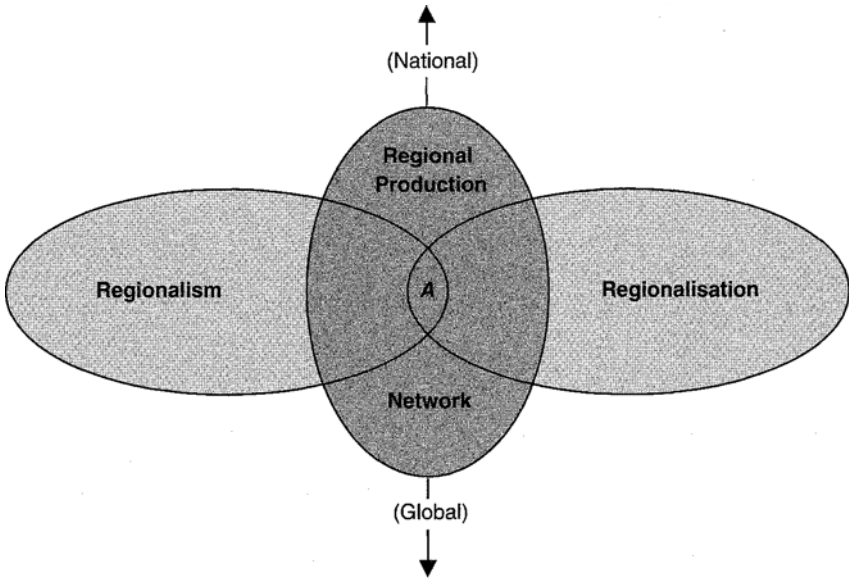 (National)
Regional
Production
Regionalism
A
Regionalisation
Network
(Global)